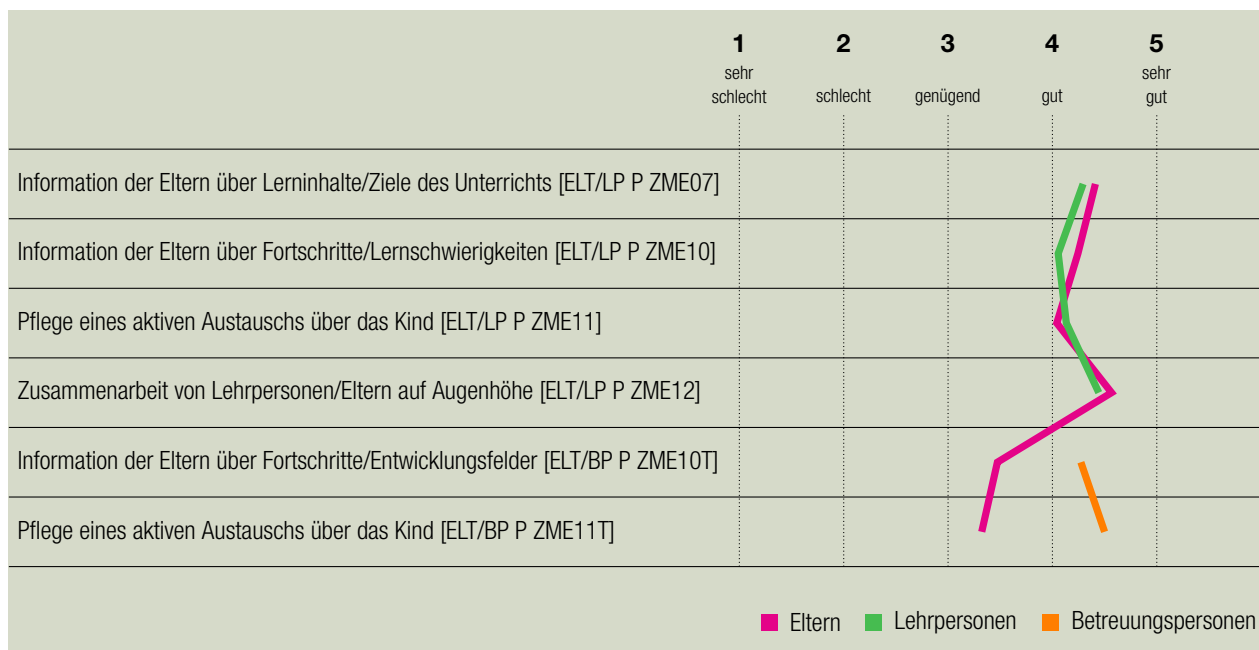 1 2 3 4 5
sehr schlecht schlecht genügend gut sehr gut
Information der Eltern über Lerninhalte/Ziele des Unterrichts [ELT/LP P ZME07]
Information der Eltern über Fortschritte/Lernschwierigkeiten [ELT/LP P ZME10]
Pflege eines aktiven Austauschs über das Kind [ELT/LP P ZME11]
Zusammenarbeit von Lehrpersonen/Eltern auf Augenhöhe [ELT/LP P ZME12]
Information der Eltern über Fortschritte/Entwicklungsfelder [ELT/BP P ZME10T]
Pflege eines aktiven Austauschs über das Kind [ELT/BP P ZME11T]
Eltern Lehrpersonen Betreuungspersonen